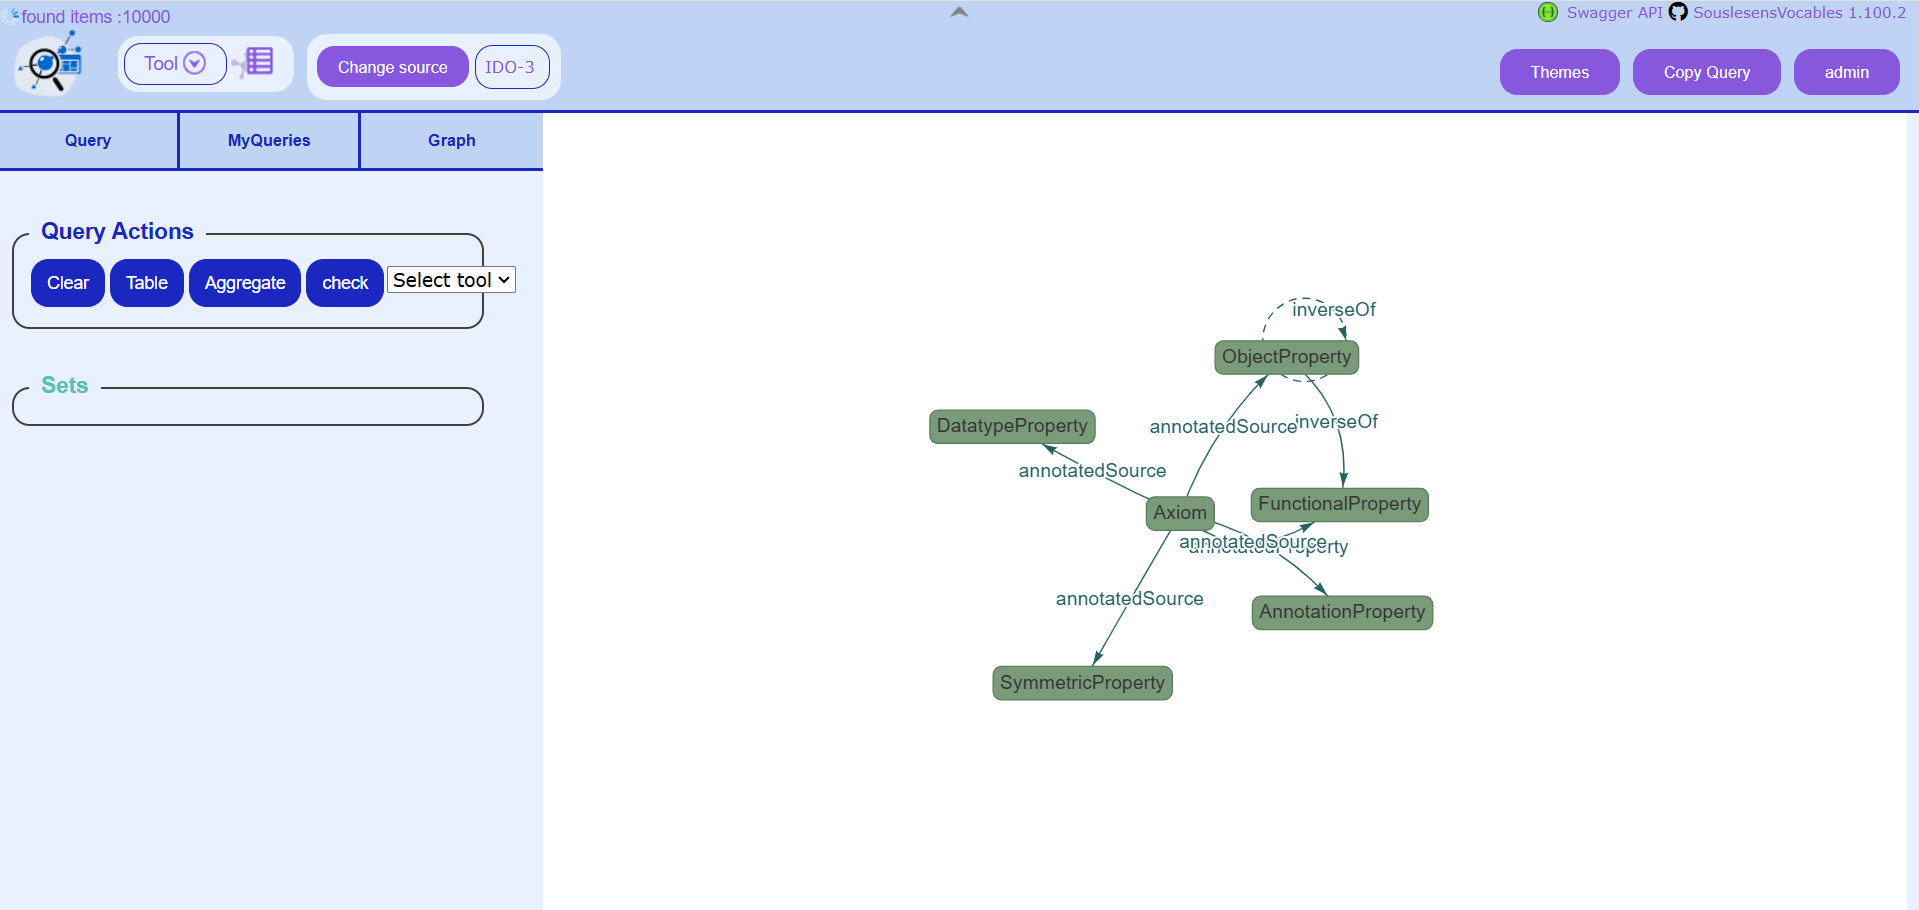 found items :10000
Swagger API
SouslesensVocables 1.100.2
Tool
Change source
IDO-3
Themes
Copy Query
admin
Query
MyQueries
Graph
Query Actions
Clear
Table
Aggregate
check
Select tool
Sets
inverseOf
ObjectProperty
DatatypeProperty
annotatedSource
inverseOf
annotatedSource
FunctionalProperty
Axiom
annotatedSource
annotatedProperty
annotatedSource
AnnotationProperty
SymmetricProperty